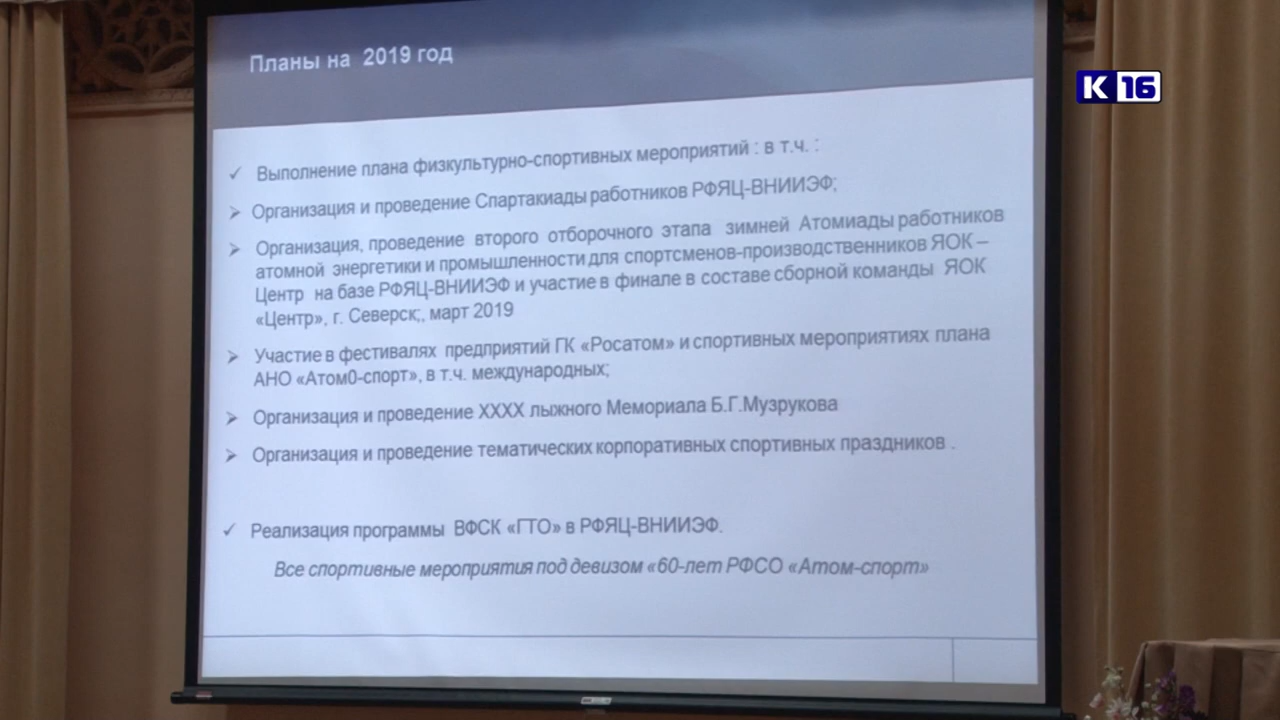 Планы на 2019 год
К 16
✓ Выполнение плана физкультурно-спортивных мероприятий : в т.ч. :
➢ Организация и проведение Спартакиады работников РФЯЦ-ВНИИЭФ;
➢ Организация, проведение второго отборочного этапа зимней Атомиады работников
атомной энергетики и промышленности для спортсменов-производственников ЯОК –
Центр на базе РФЯЦ-ВНИИЭФ и участие в финале в составе сборной команды ЯОК
«Центр», г. Северск;, март 2019
➢ Участие в фестивалях предприятий ГК «Росатом» и спортивных мероприятиях плана
АНО «Атом0-спорт», в т.ч. международных;
➢ Организация и проведение XXXX лыжного Мемориала Б.Г.Музрукова
➢ Организация и проведение тематических корпоративных спортивных праздников .
✓ Реализация программы ВФСК «ГТО» в РФЯЦ-ВНИИЭФ.
Все спортивные мероприятия под девизом «60-лет РФСО «Атом-спорт»